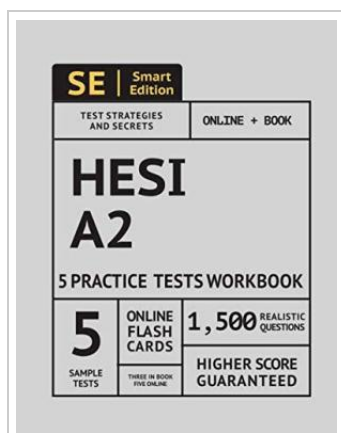 SE | Smart
Edition
TEST STRATEGIES
AND SECRETS
ONLINE + BOOK
HESI
A2
5 PRACTICE TESTS WORKBOOK
5
SAMPLE
TESTS
ONLINE
FLASH
CARDS
THREE IN BOOK
FIVE ONLINE
1,500 REALISTIC
QUESTIONS
HIGHER SCORE
GUARANTEED